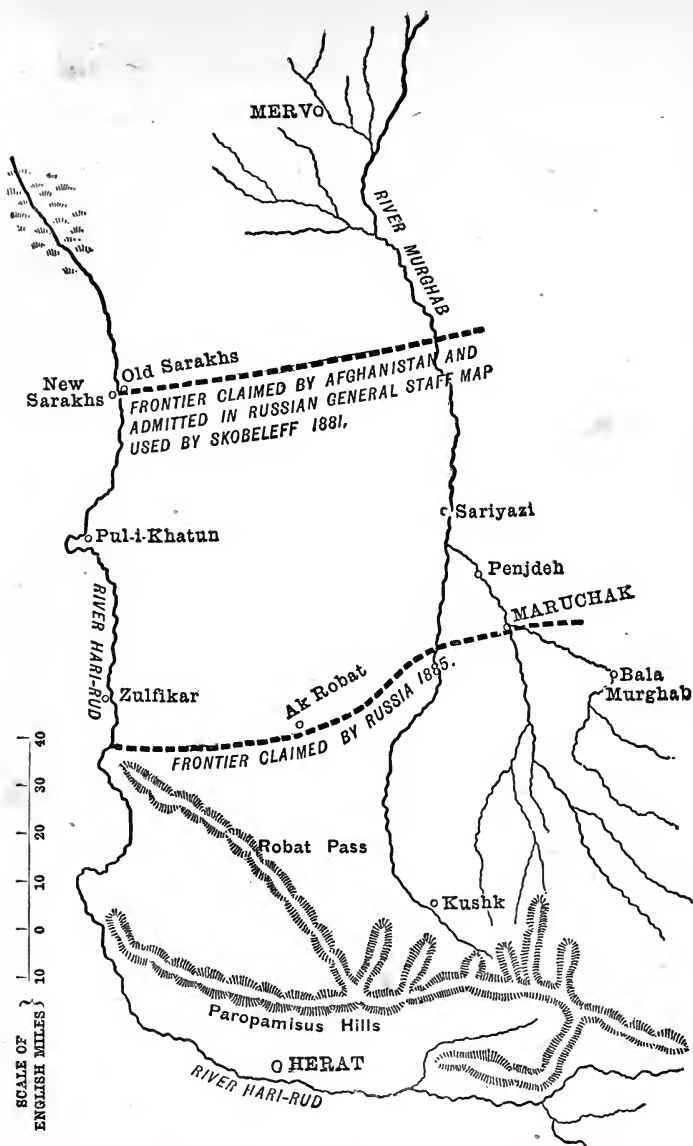 MERV
RIVER MURGHAB
Old Sarakhs
New
Sarakhs
FRONTIER CLAIMED BY AFGHANISTAN AND
ADMITTED IN RUSSIAN GENERAL STAFF MAP
USED BY SKOBELEFF 1881,
Sariyazi
Pul-i-Khatun
Penjdeh
MARUCHAK
RIVER HARI-RUD
Bala
Murghab
Zulfikar
Ak Robat
FRONTIER CLAIMED BY RUSSIA 1885.
40
30
20
10
0
10
SCALE OF
ENGLISH MILES
Robat Pass
Kushk
Paropamisus Hills
HERAT
RIVER HARI-RUD